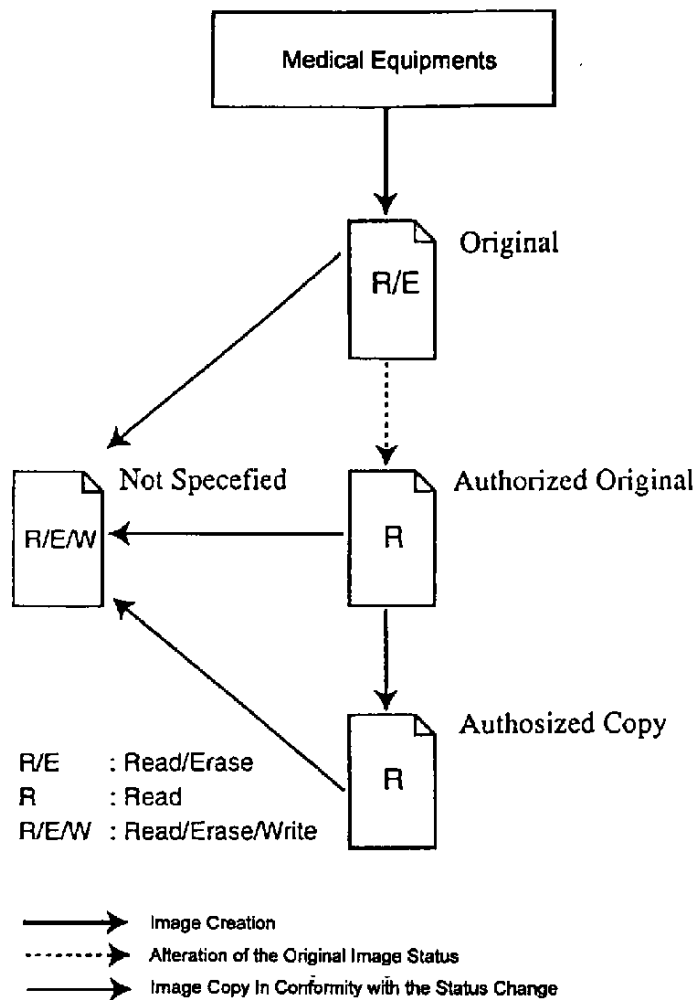 Medical Equipments
Original
R/E
Not Specefied
Authorized Original
R/E/W
R
Authosized Copy
R
R/E : Read/Erase
R : Read
R/E/W : Read/Erase/Write
Image Creation
Alteration of the Original Image Status
Image Copy In Conformity with the Status Change